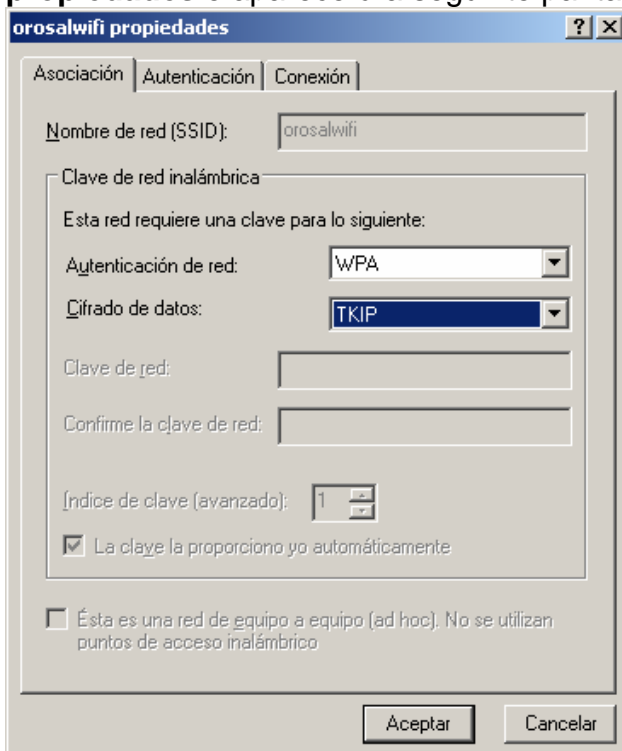 orosalwifi propiedades
Asociación Autenticación Conexión
Nombre de red (SSID): orosalwifi
Clave de red inalámbrica
Esta red requiere una clave para lo siguiente:
Autenticación de red: WPA
Cifrado de datos: TKIP
Clave de red:
Confirme la clave de red:
Índice de clave (avanzado): 1
La clave la proporciono yo automáticamente
Ésta es una red de equipo a equipo (ad hoc). No se utilizan
puntos de acceso inalámbrico
Aceptar Cancelar